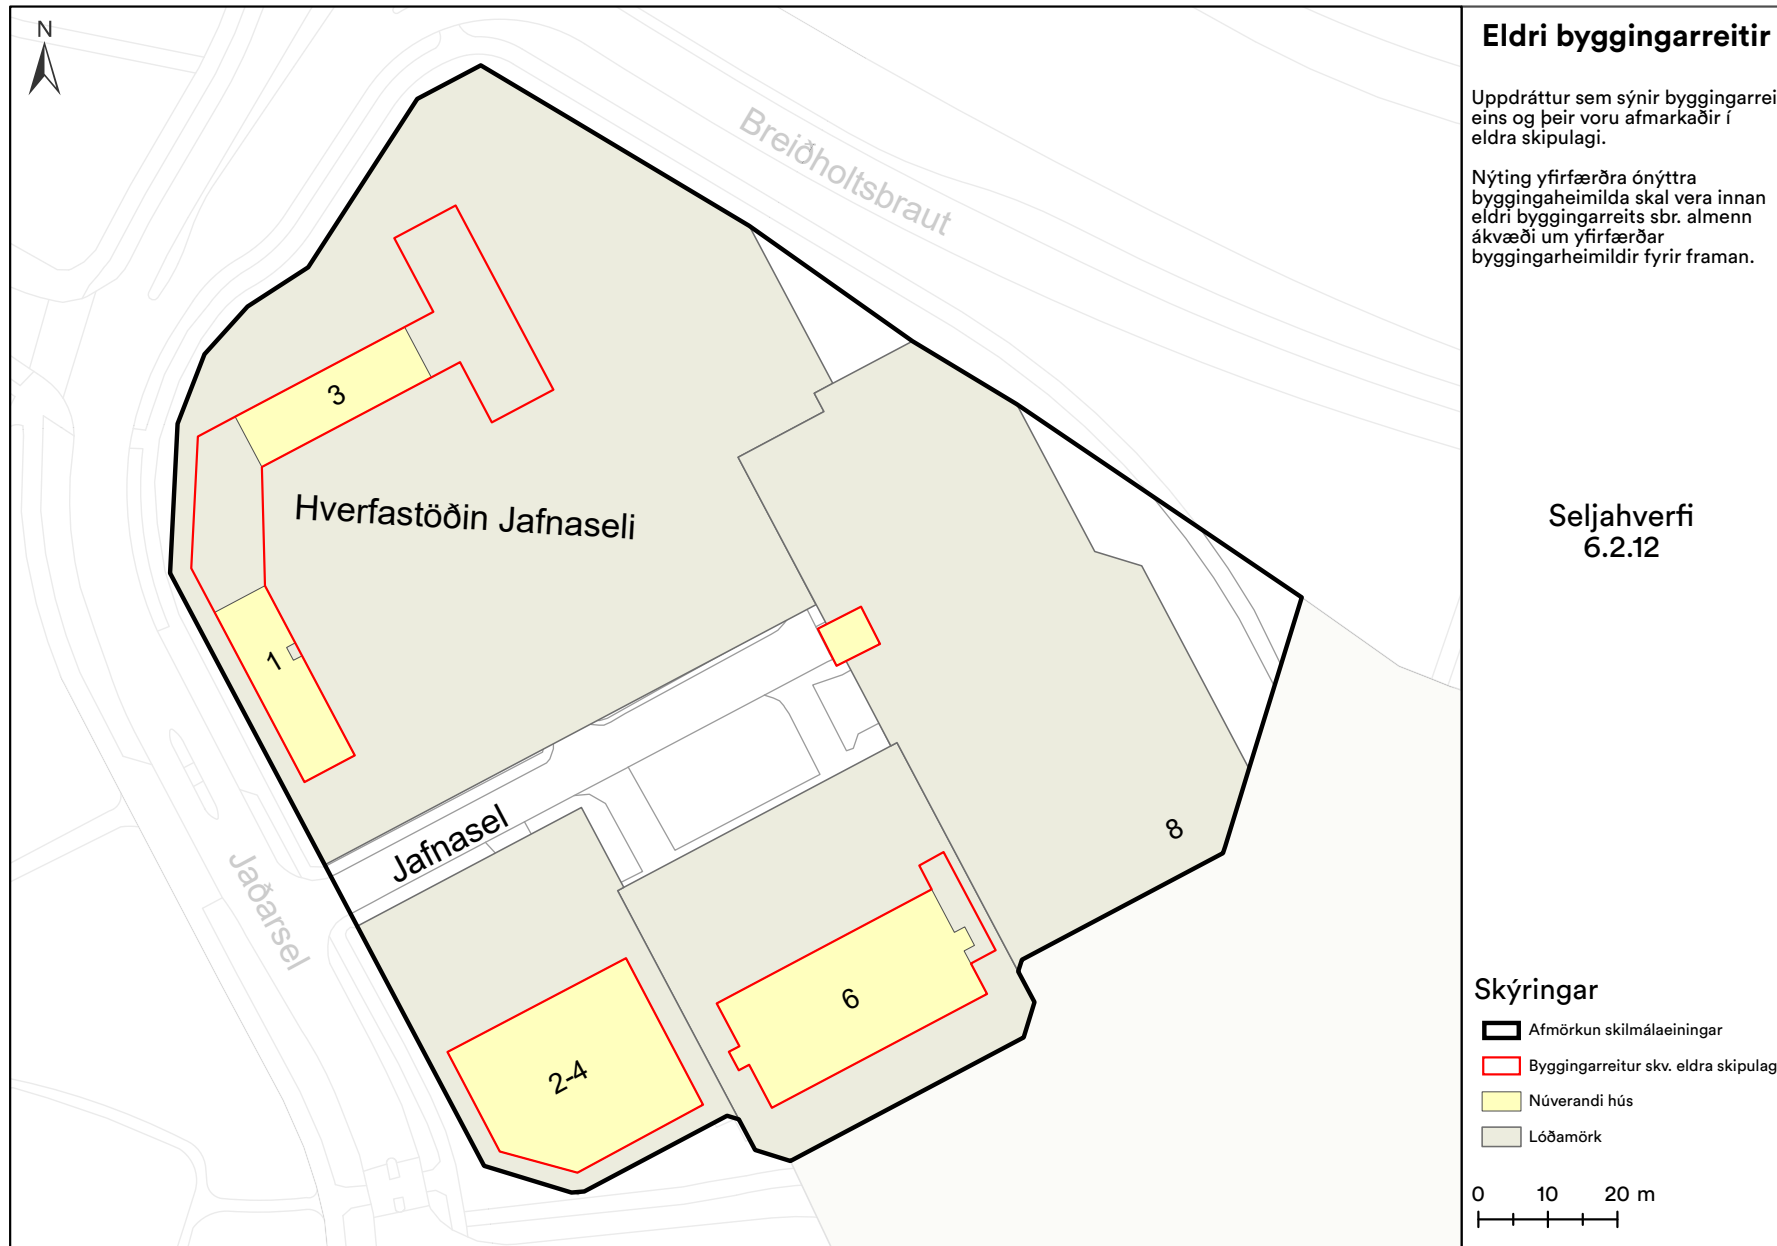 N
Breiðholtsbraut
3
Hverfastöðin Jafnaseli
1
Jafnasel
8
Jaðarsel
6
2-4
Eldri byggingarreitir
Uppdráttur sem sýnir byggingarrei
eins og þeir voru afmarkaðir í
eldra skipulagi.
Nýting yfirfærðra ónýttra
byggingaheimilda skal vera innan
eldri byggingarreits sbr. almenn
ákvæði um yfirfærðar
byggingarheimildir fyrir framan.
Seljahverfi
6.2.12
Skýringar
Afmörkun skilmálaeiningar
Byggingarreitur skv. eldra skipulag
Núverandi hús
Lóðamörk
0 10 20 m